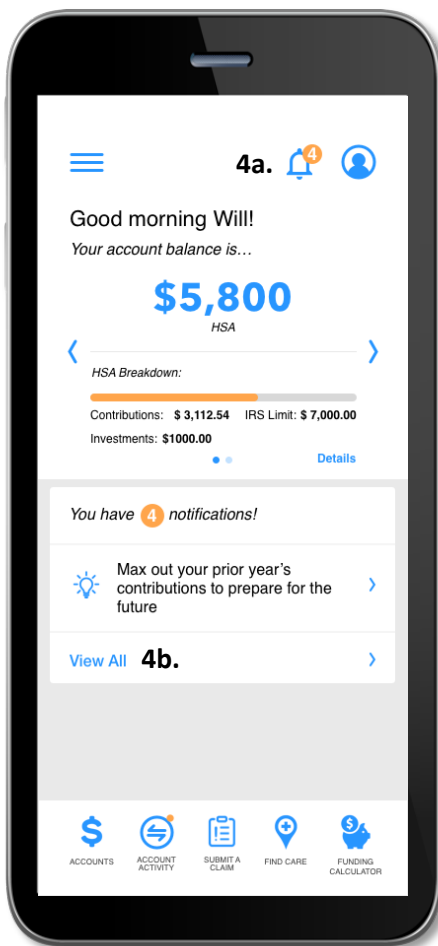 4a.
4
Good morning Will!
Your account balance is…
$5,800
HSA
HSA Breakdown:
Contributions: $ 3,112.54 IRS Limit: $ 7,000.00
Investments: $1000.00
Details
You have 4 notifications!
Max out your prior year's
contributions to prepare for the
future
View All 4b.
ACCOUNTS
ACCOUNT
ACTIVITY
SUBMIT A
CLAIM
FIND CARE
FUNDING
CALCULATOR